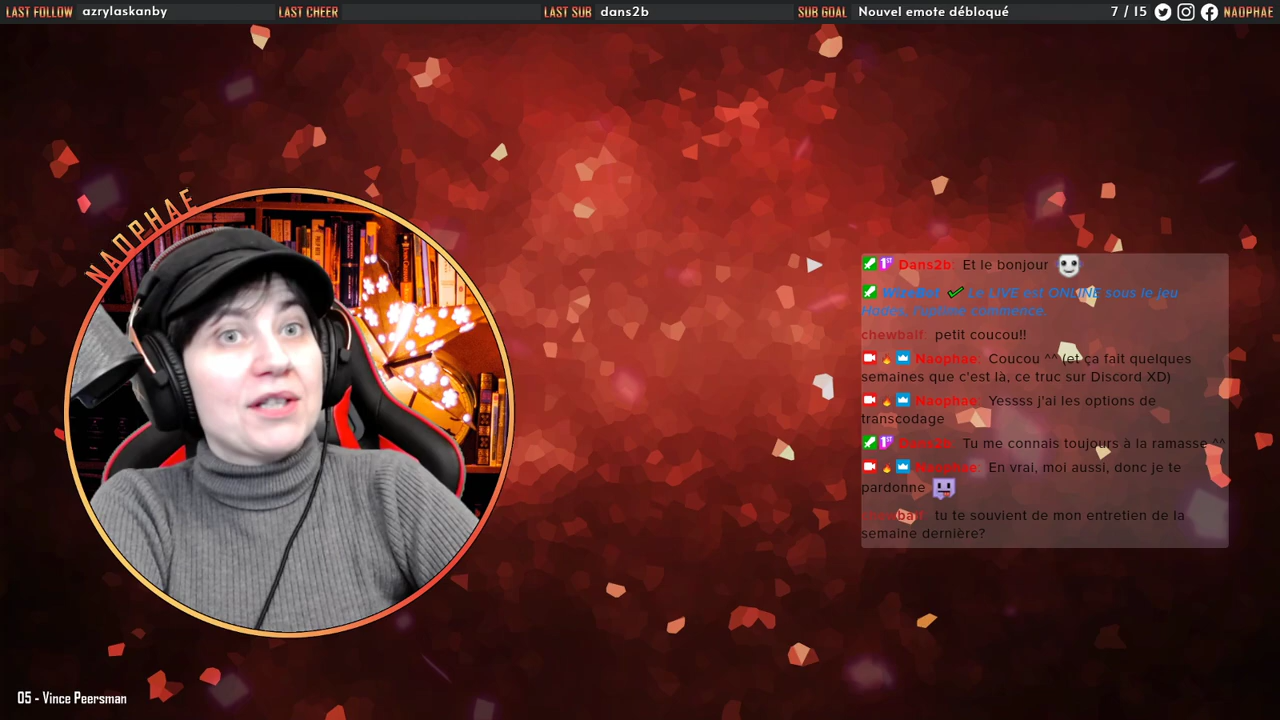 LAST FOLLOW azrylaskanby LAST CHEER LAST SUB dans2b SUB GOAL Nouvel emote débloqué 7 / 15 NAOPHAE
NAOPHAE
Dans2b: Et le bonjour
WizeBot: Le LIVE est ONLINE sous le jeu
Hades, l'uptime commence.
chewbaif: petit coucou!!
Naophae: Coucou ^^ (et ça fait quelques
semaines que c'est là, ce truc sur Discord XD)
Naophae: Yessss j'ai les options de
transcodage
Dans2b: Tu me connais toujours à la ramasse ^^
Naophae: En vrai, moi aussi, donc je te
pardonne
chewbaif: tu te souvient de mon entretien de la
semaine dernière?
05 - Vince Peersman